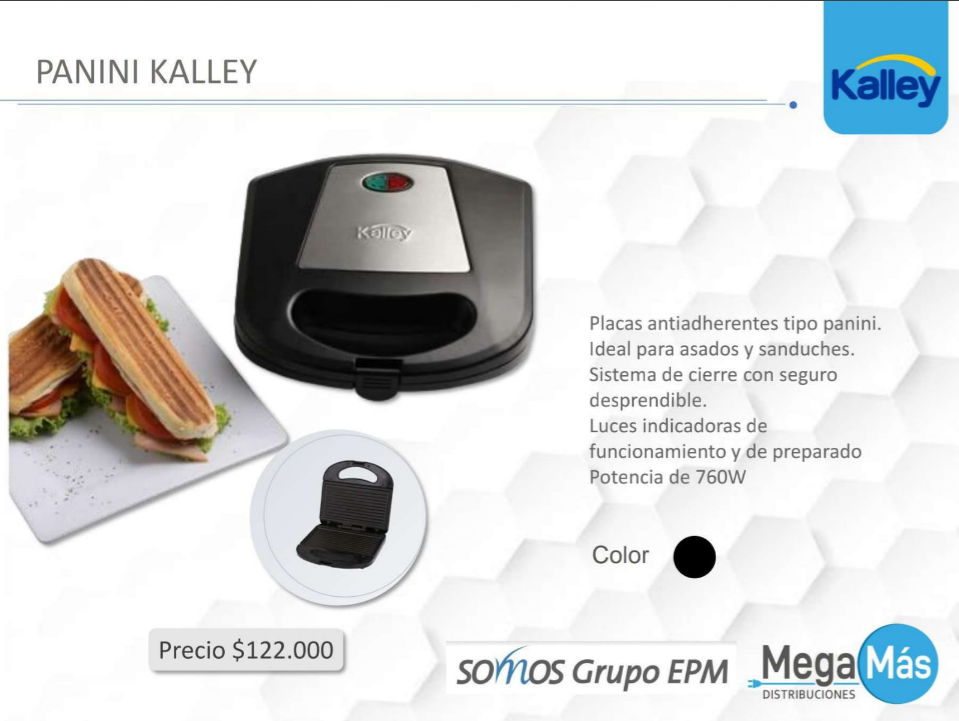 PANINI KALLEY
Kalley
Kalley
Placas antiadherentes tipo panini.
Ideal para asados y sanduches.
Sistema de cierre con seguro
desprendible.
Luces indicadoras de
funcionamiento y de preparado
Potencia de 760W
Color
Precio $122.000
somos Grupo EPM
Mega Más
DISTRIBUCIONES